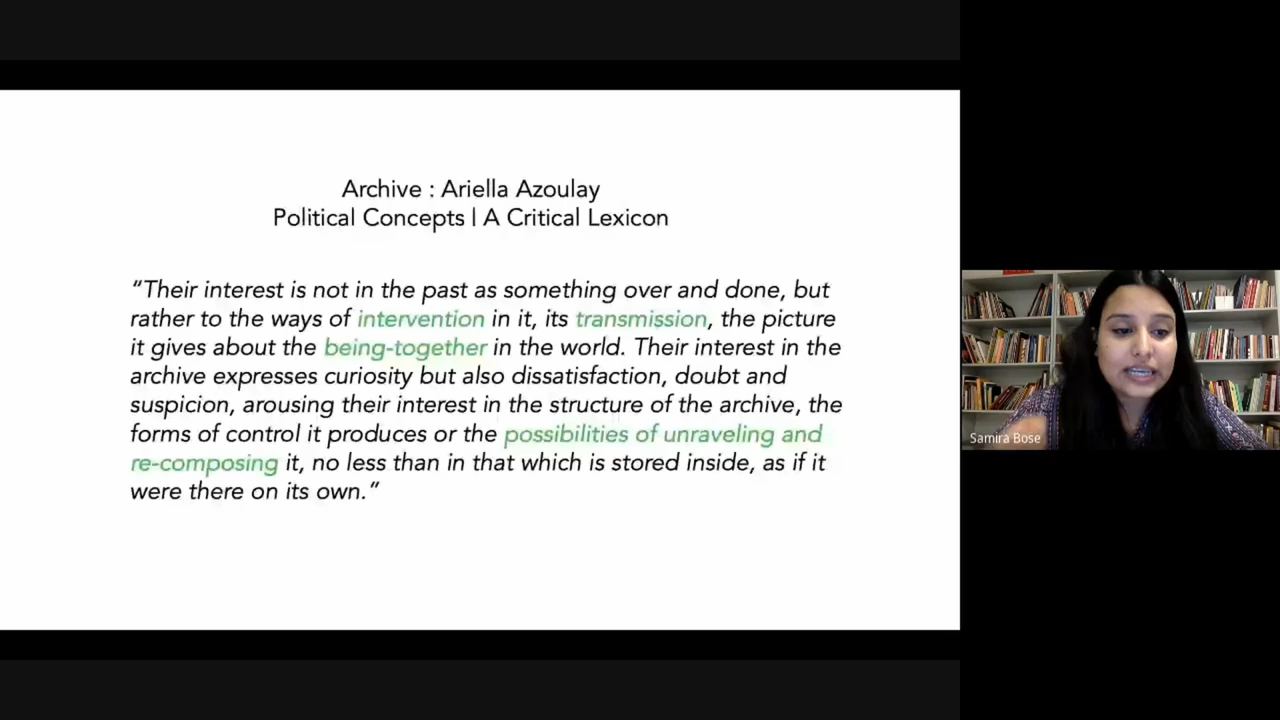 Archive : Ariella Azoulay
Political Concepts | A Critical Lexicon
“Their interest is not in the past as something over and done, but
rather to the ways of intervention in it, its transmission, the picture
it gives about the being-together in the world. Their interest in the
archive expresses curiosity but also dissatisfaction, doubt and
suspicion, arousing their interest in the structure of the archive, the
forms of control it produces or the possibilities of unraveling and
re-composing it, no less than in that which is stored inside, as if it
were there on its own.”
Samira Bose